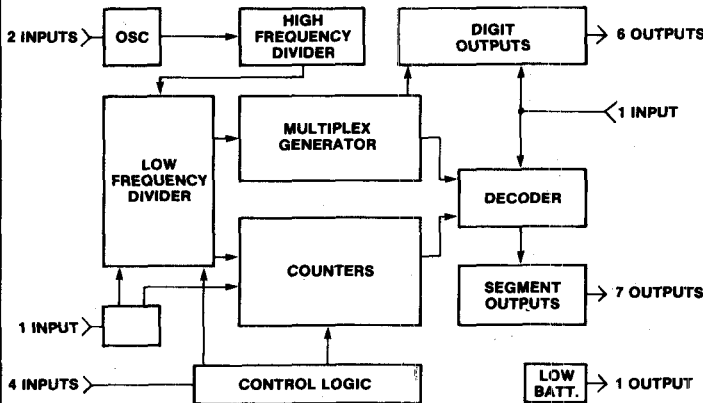 2 INPUTS
OSC
HIGH
FREQUENCY
DIVIDER
DIGIT
OUTPUTS
6 OUTPUTS
1 INPUT
LOW
FREQUENCY
DIVIDER
MULTIPLEX
GENERATOR
DECODER
COUNTERS
SEGMENT
OUTPUTS
7 OUTPUTS
1 INPUT
4 INPUTS
CONTROL LOGIC
LOW
BATT.
1 OUTPUT